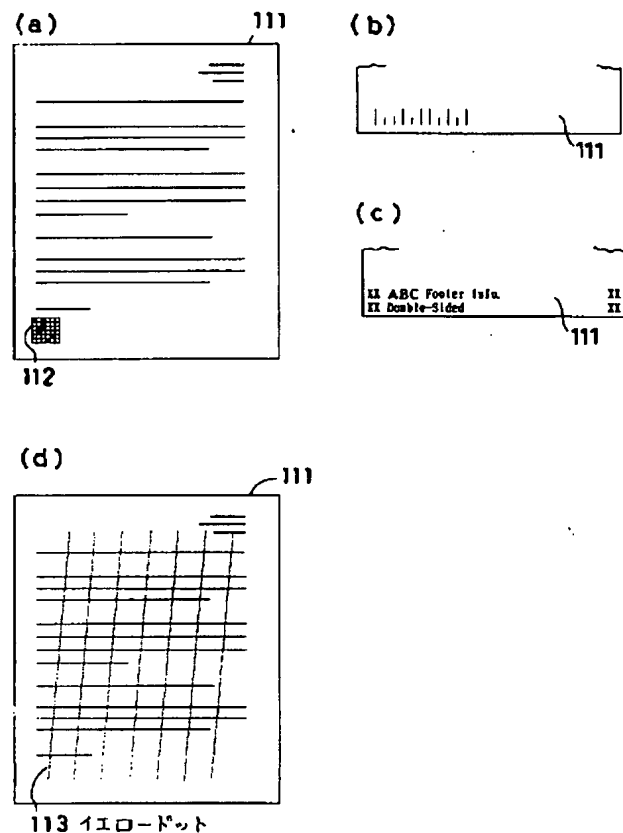 (a)
111
112
(b)
111
(c)
XX ABC Footer Info. XX
XX Double-Sided XX
111
(d)
111
113 イエロードット